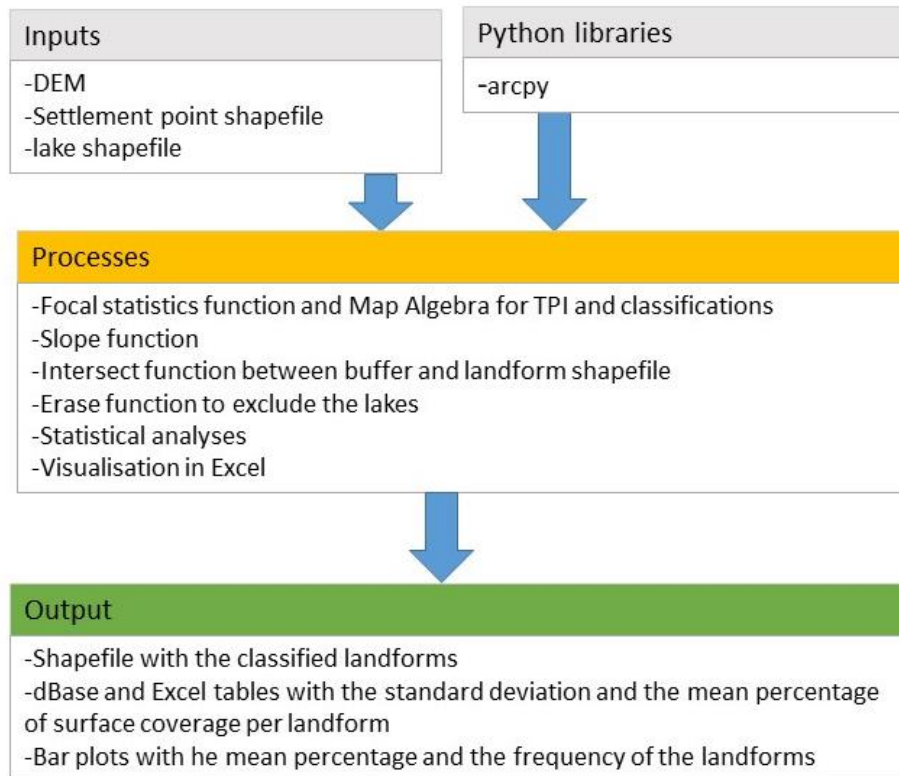 Inputs
-DEM
-Settlement point shapefile
-lake shapefile
Python libraries
-arcpy
Processes
-Focal statistics function and Map Algebra for TPI and classifications
-Slope function
-Intersect function between buffer and landform shapefile
-Erase function to exclude the lakes
-Statistical analyses
-Visualisation in Excel
Output
-Shapefile with the classified landforms
-dBase and Excel tables with the standard deviation and the mean percentage
of surface coverage per landform
-Bar plots with he mean percentage and the frequency of the landforms